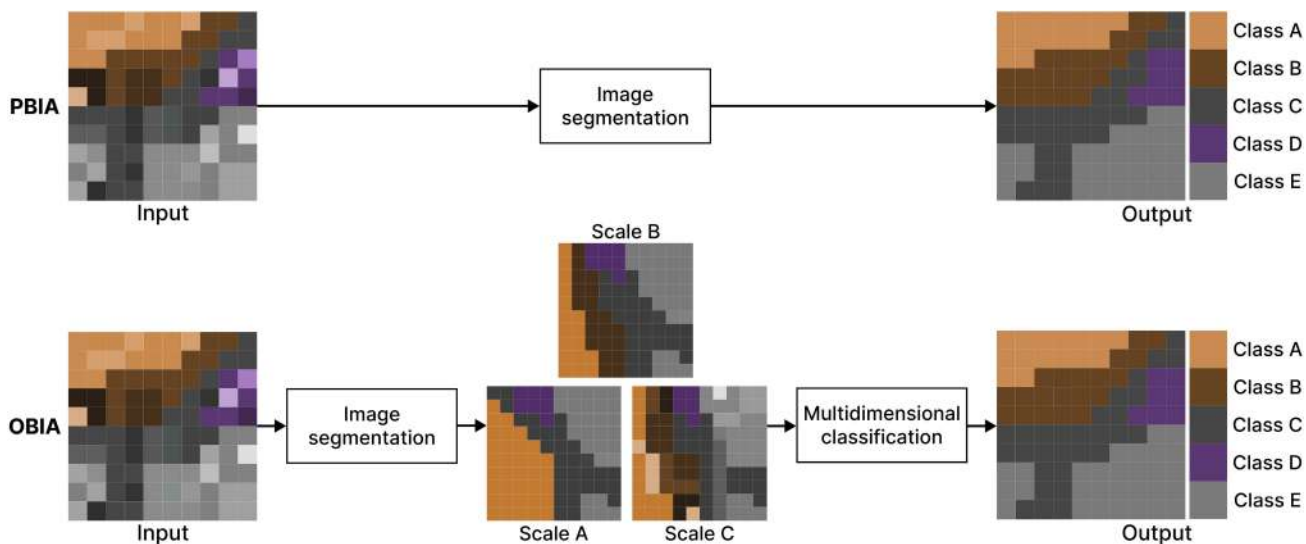 PBIA
Input
Image
segmentation
Output
Class A
Class B
Class C
Class D
Class E
OBIA
Input
Image
segmentation
Scale B
Scale A
Scale C
Multidimensional
classification
Output
Class A
Class B
Class C
Class D
Class E